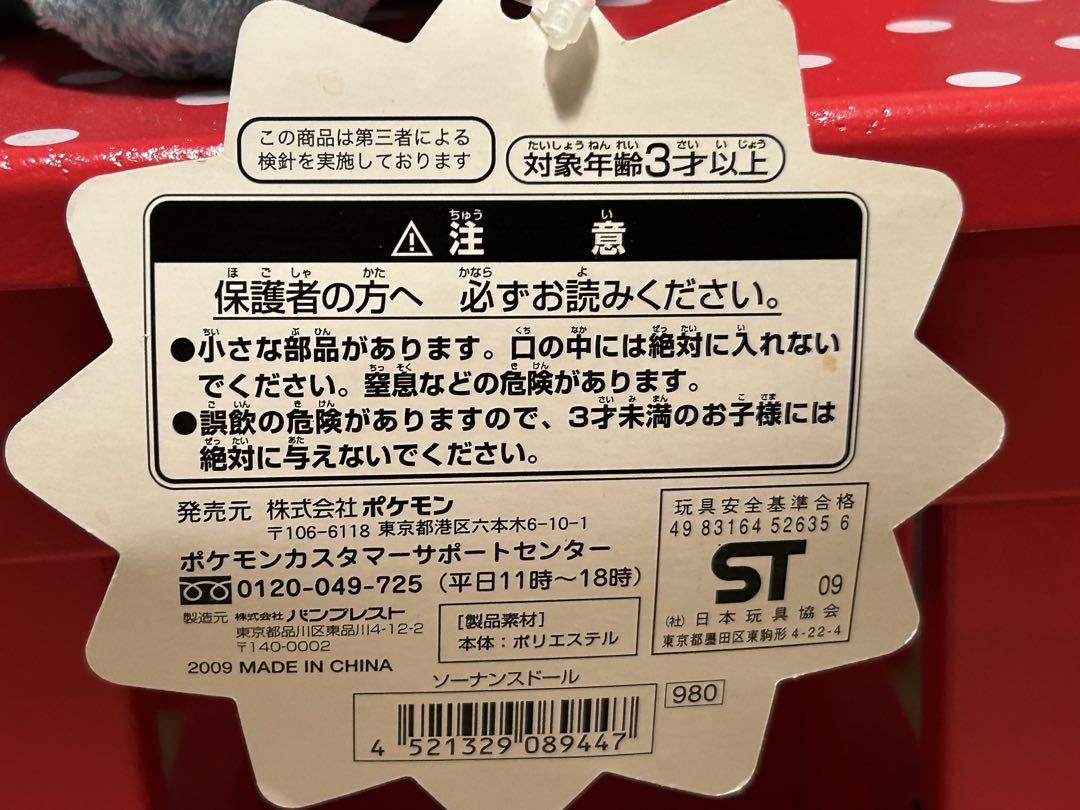 この商品は第三者による
検針を実施しております
たいしょうねんれい さい いじょう
対象年齢3才以上
ちゅう い
⚠注意
ほごしゃ かた かなら よ
保護者の方へ 必ずお読みください。
ちい ぶひん くち なか ぜったい い
●小さな部品があります。口の中には絶対に入れない
ちっそく きけん
でください。窒息などの危険があります。
ごいん きけん さいみまん こさま
●誤飲の危険がありますので、3才未満のお子様には
ぜったい あた
絶対に与えないでください。
発売元 株式会社ポケモン
〒106-6118 東京都港区六本木6-10-1
ポケモンカスタマーサポートセンター
0120-049-725(平日11時〜18時)
製造元 株式会社 バンプレスト
東京都品川区東品川4-12-2
〒140-0002
2009 MADE IN CHINA
[製品素材]
本体:ポリエステル
玩具安全基準合格
49 83164 52635 6
ST 09
(社)日本玩具協会
東京都墨田区東駒形4-22-4
ソーナンスドール
980
4 521329 089447